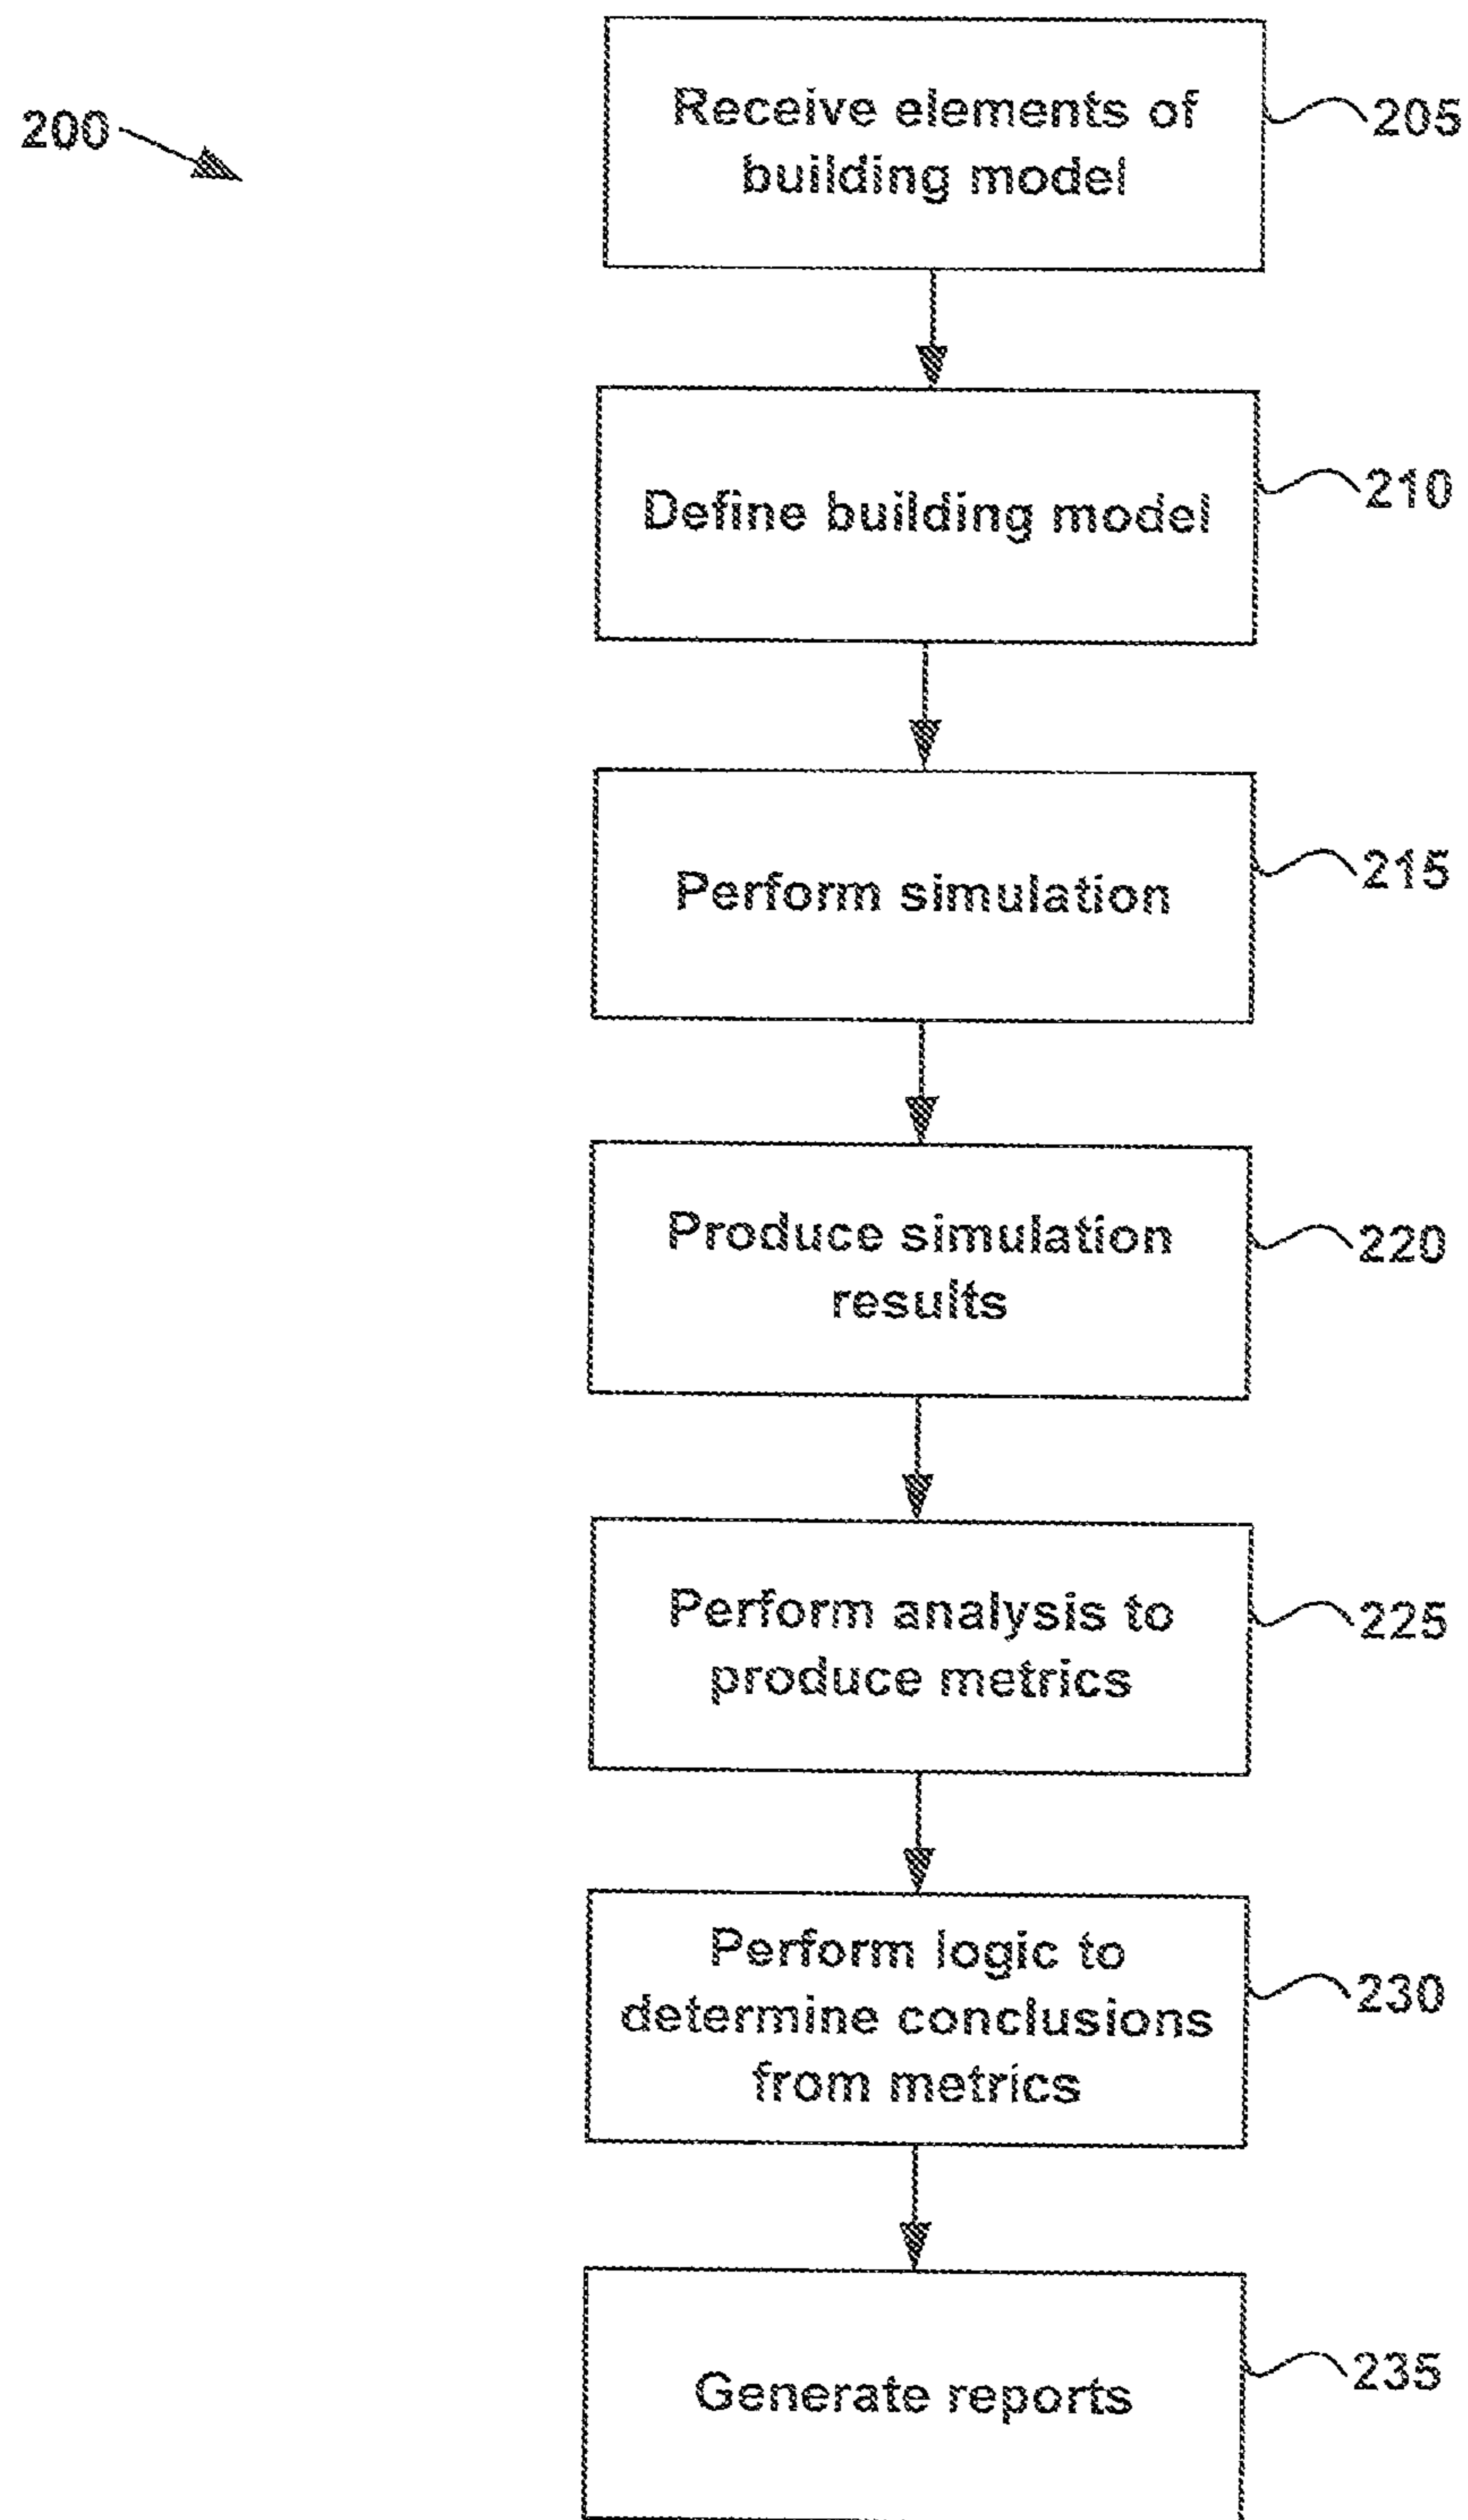 200
Receive elements of
building model
205
Define building model
210
Perform simulation
215
Produce simulation
results
220
Perform analysis to
produce metrics
225
Perform logic to
determine conclusions
from metrics
230
Generate reports
235